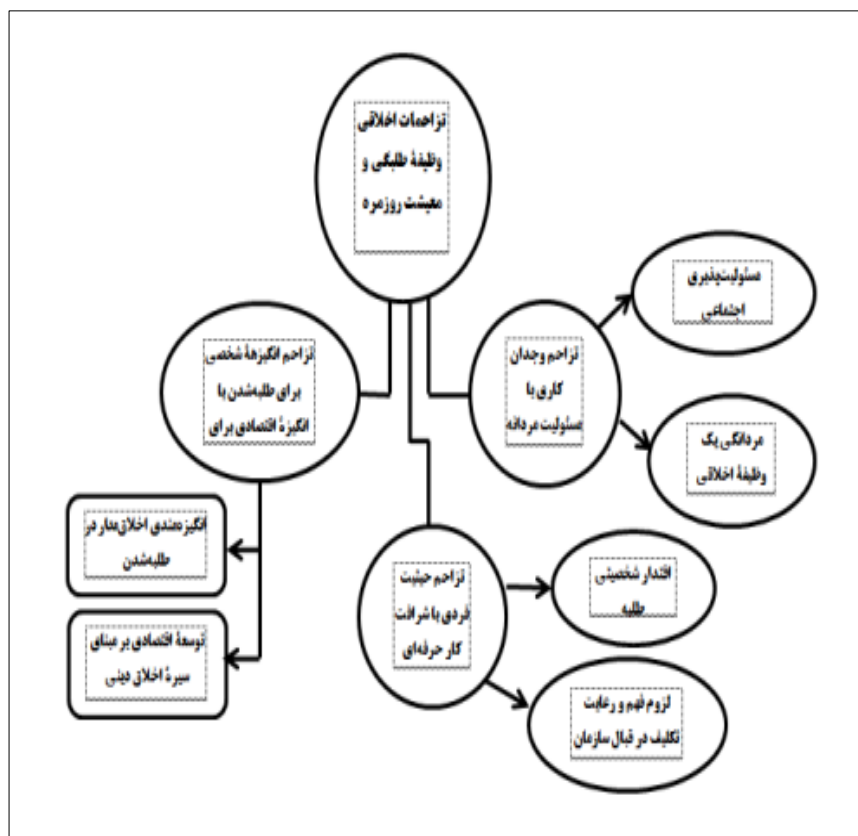 تزاحمات اخلاقی
وظیفهٔ طلبگی و
معیشت روزمره
مسئولیت‌پذیری
اجتماعی
تزاحم وجدان
کاری با
مسئولیت مردانه
مردانگی یک
وظیفهٔ اخلاقی
تزاحم انگیزهٔ شخصی
برای طلبه‌شدن با
انگیزهٔ اقتصادی برای
انگیزه‌مندی اخلاق‌مدار در
طلبه‌شدن
توسعهٔ اقتصادی بر مبنای
سیرهٔ اخلاق دینی
تزاحم حیثیت
فردی با شرافت
کار حرفه‌ای
اقتدار شخصیتی
طلبه
لزوم فهم و رعایت
تکلیف در قبال سازمان